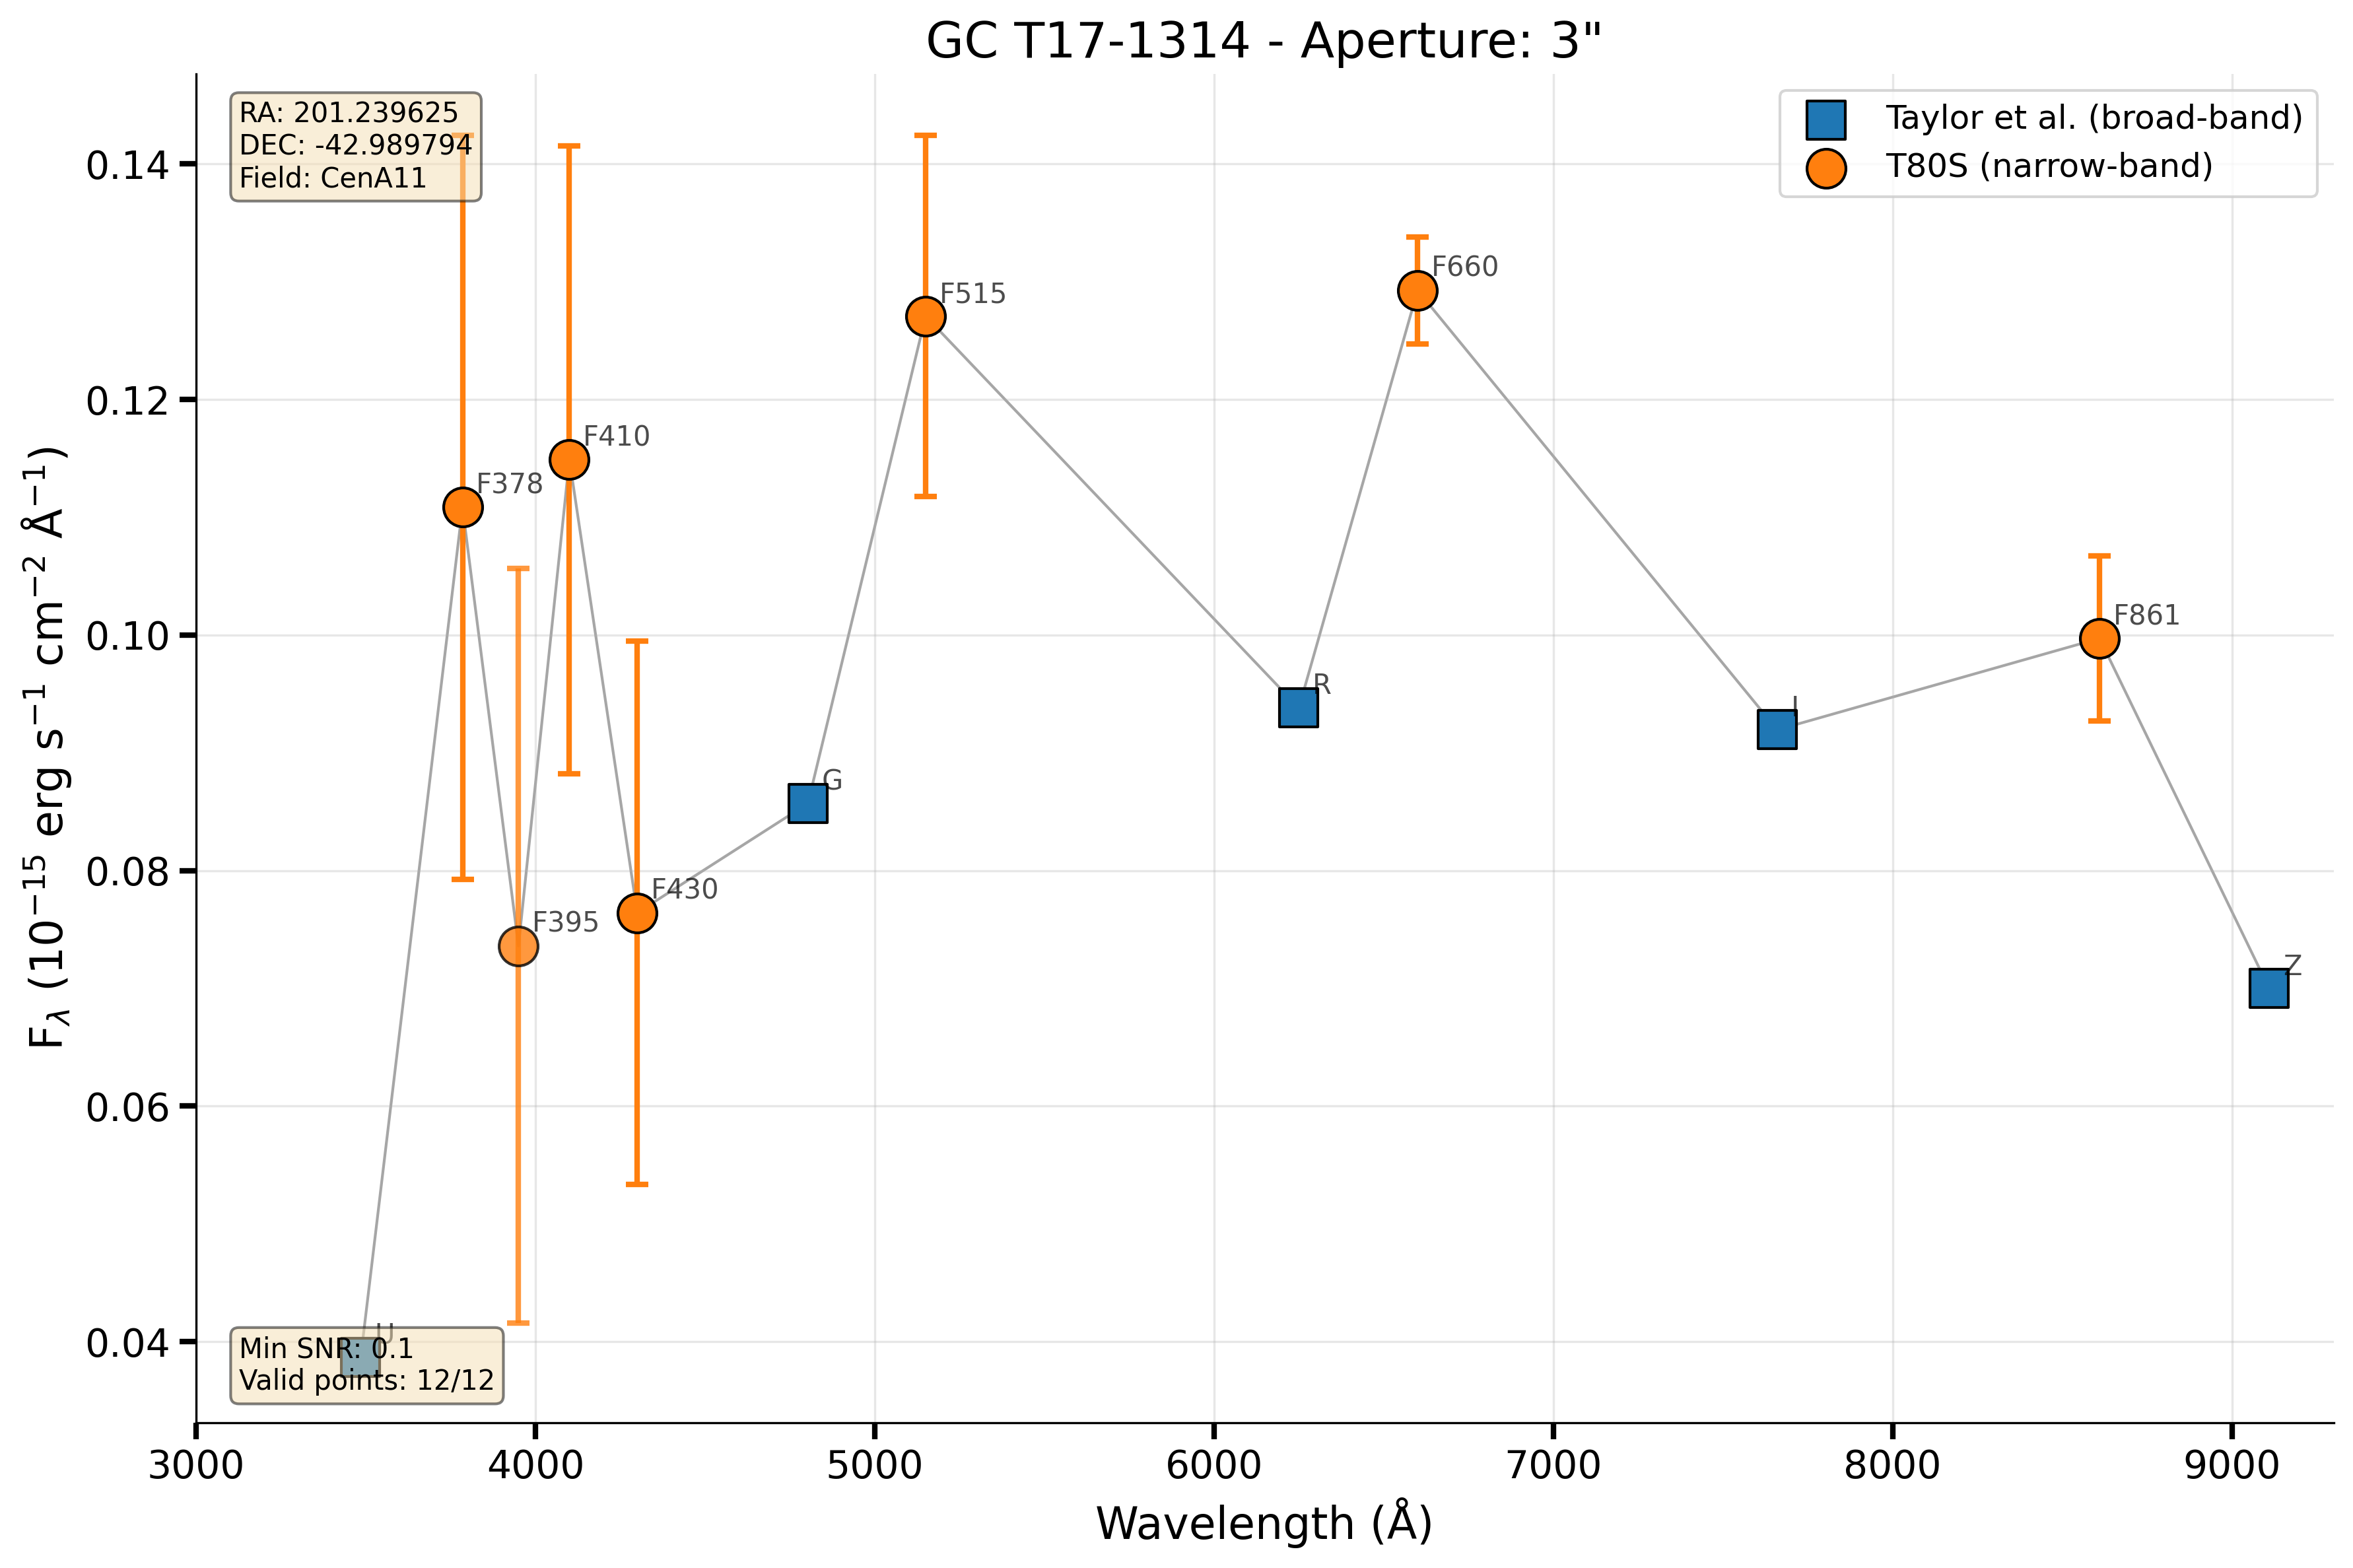 GC T17-1314 - Aperture: 3"
RA: 201.239625
DEC: -42.989794
Field: CenA11
Taylor et al. (broad-band)
T80S (narrow-band)
F660
F515
F410
F378
F861
R
I
G
F430
F395
Z
U
Min SNR: 0.1
Valid points: 12/12
0.14
0.12
0.10
0.08
0.06
0.04
F_λ (10⁻¹⁵ erg s⁻¹ cm⁻² Å⁻¹)
3000 4000 5000 6000 7000 8000 9000
Wavelength (Å)